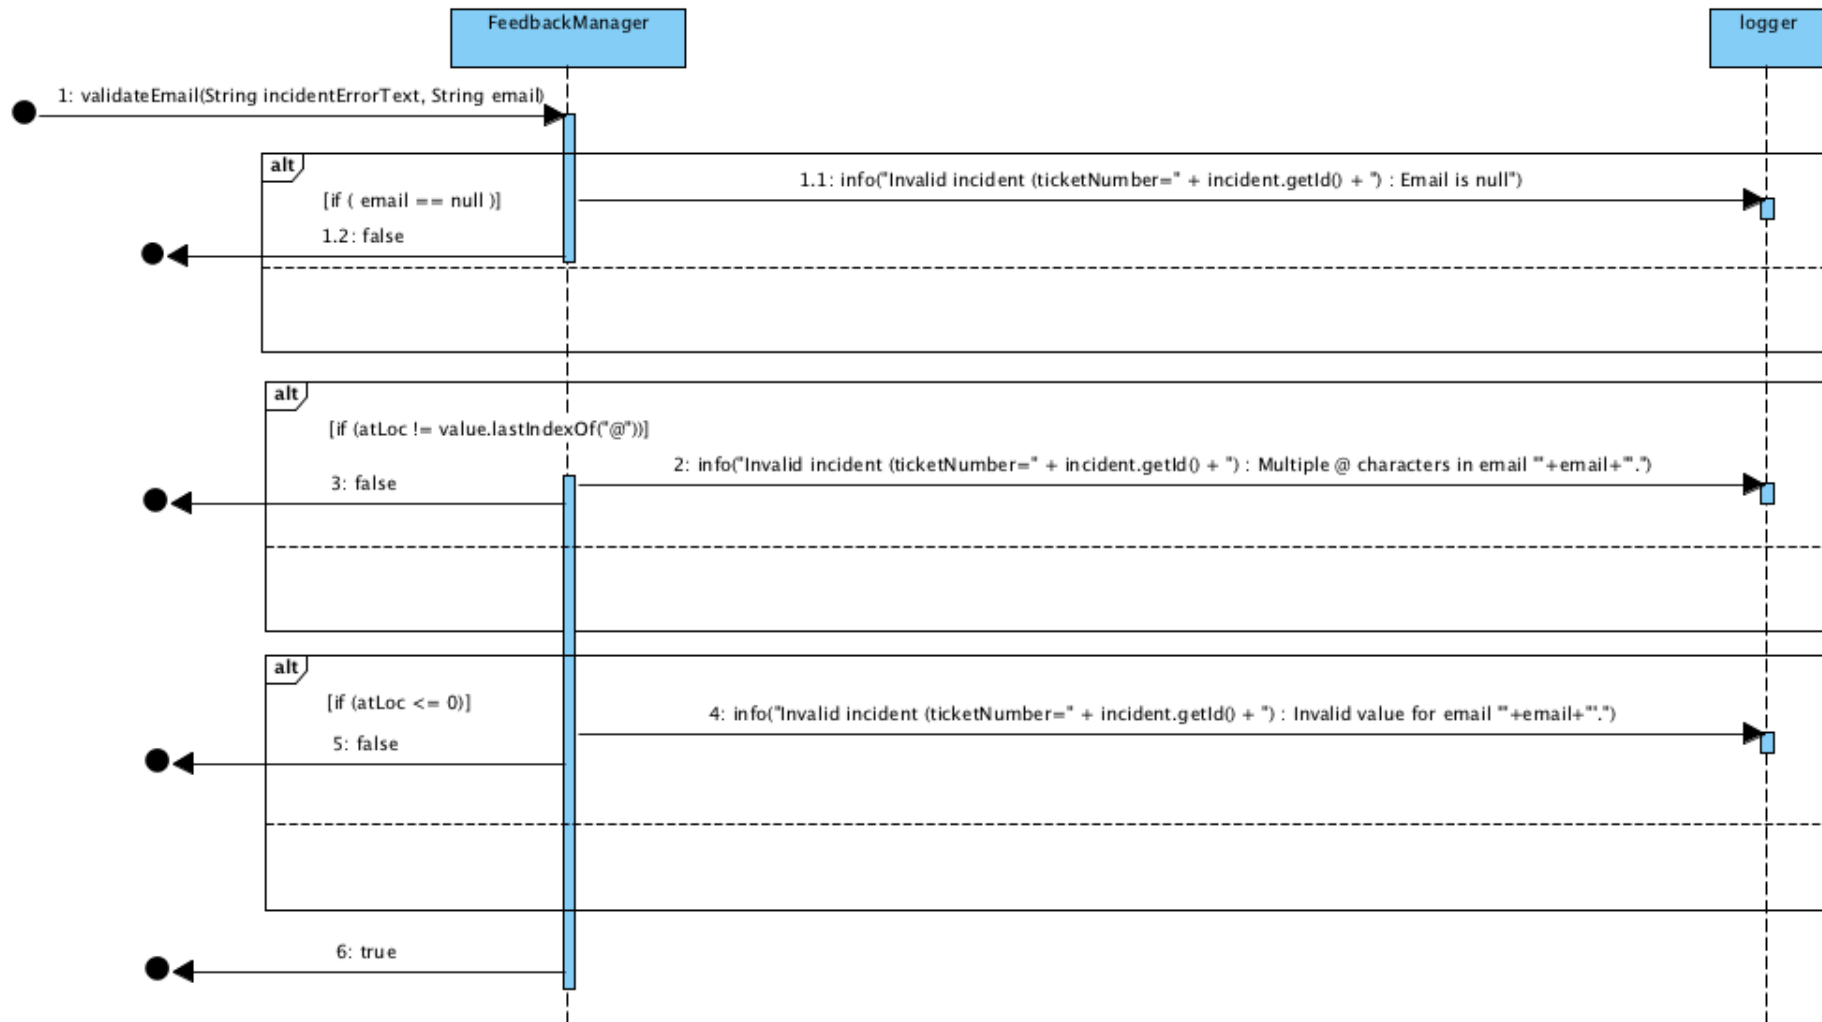 FeedbackManager
logger
1: validateEmail(String incidentErrorText, String email)
alt
1.1: info("Invalid incident (ticketNumber=" + incident.getId() + ") : Email is null")
[if ( email == null )]
1.2: false
alt
[if (atLoc != value.lastIndexOf("@"))]
2: info("Invalid incident (ticketNumber=" + incident.getId() + ") : Multiple @ characters in email '"+email+"'.")
3: false
alt
[if (atLoc <= 0)]
4: info("Invalid incident (ticketNumber=" + incident.getId() + ") : Invalid value for email '"+email+"'.")
5: false
6: true